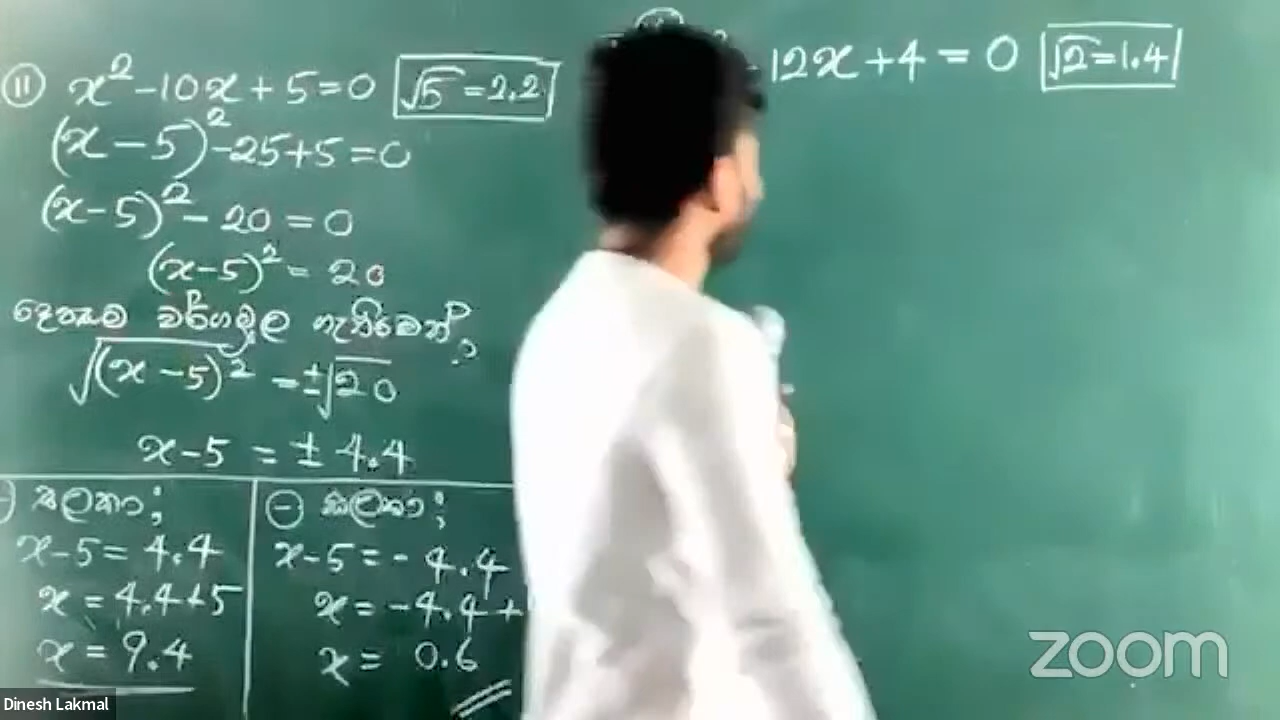 ⑪ x² -10x + 5 = 0 √5 = 2.2
(x - 5)² -25+5 = 0
(x-5)² - 20 = 0
(x-5)² = 20
දෙපසම වර්ගමූල ගැනීමෙන්,
√(x - 5)² = ±√20
x-5 = ± 4.4
සලකා ;
x-5 = 4.4
x = 4.4+5
x = 9.4
⊖ සලකා ;
x-5 = - 4.4
x = -4.4 +
x = 0.6
12x + 4 = 0 √2 = 1.4
zoom
Dinesh Lakmal